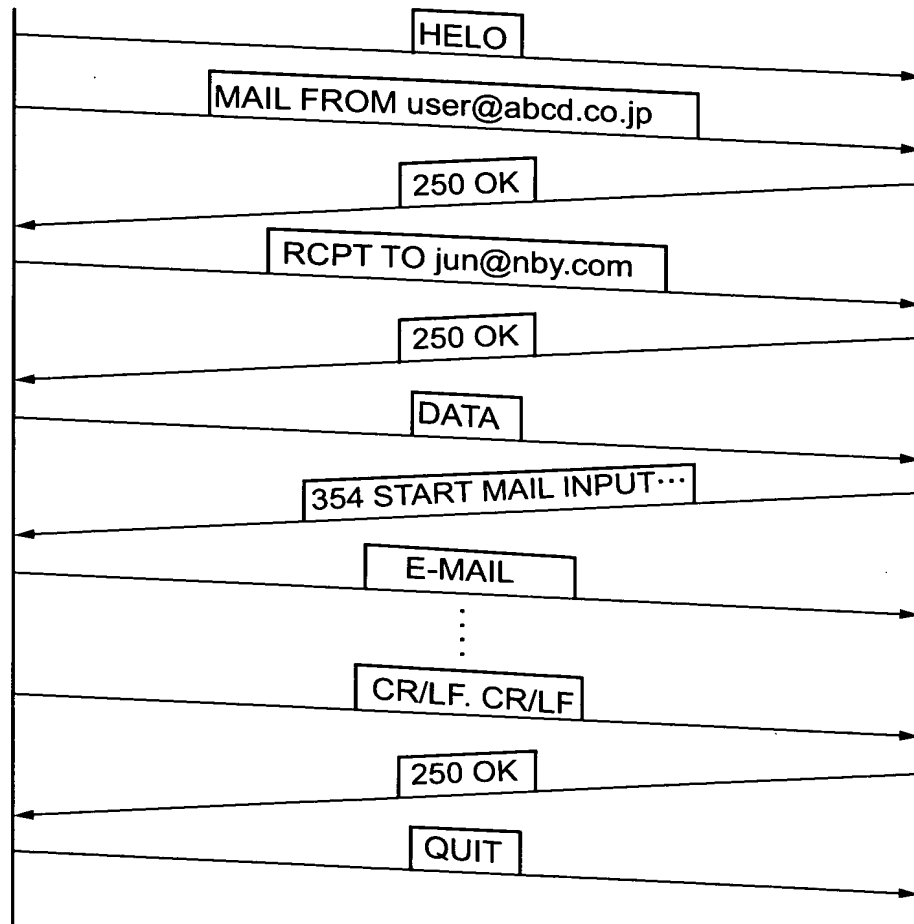 HELO
MAIL FROM user@abcd.co.jp
250 OK
RCPT TO jun@nby.com
250 OK
DATA
354 START MAIL INPUT···
E-MAIL
CR/LF. CR/LF
250 OK
QUIT